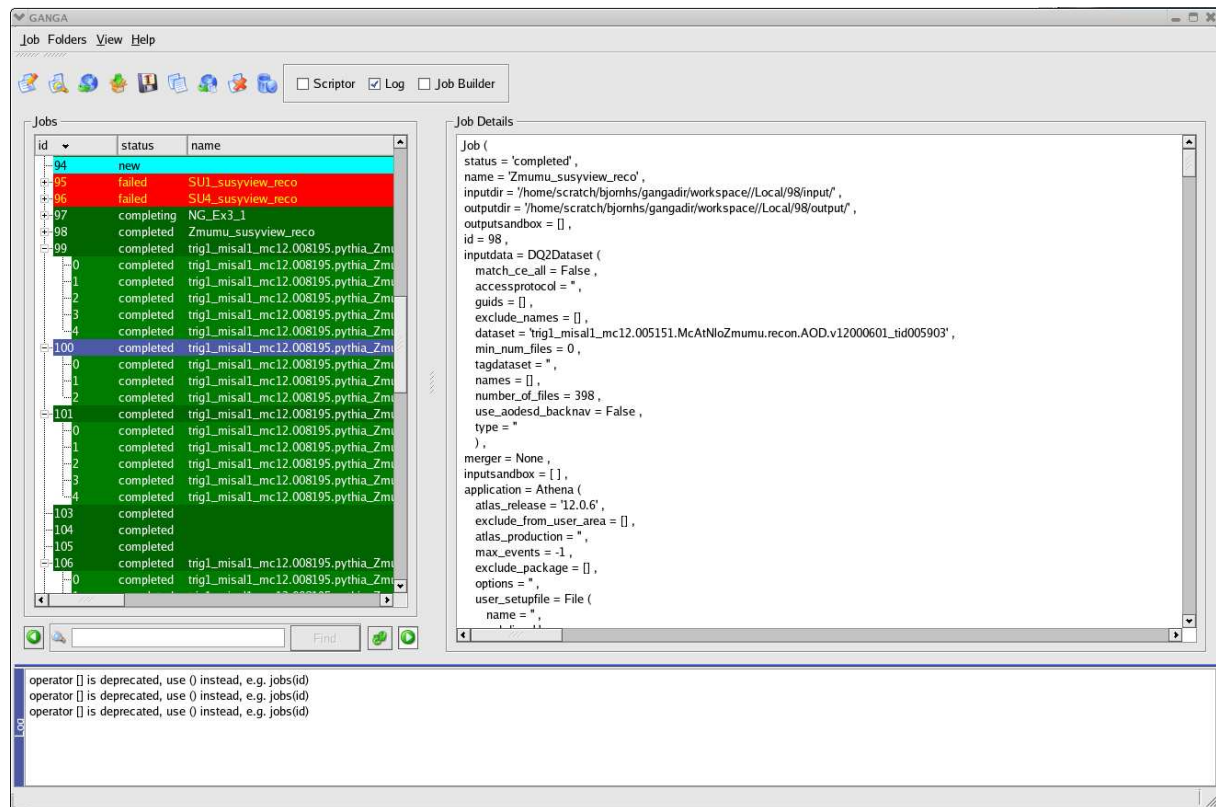 GANGA
Job Folders View Help
Scriptor Log Job Builder
Jobs
id status name
94 new
95 failed SU1_susyview_reco
96 failed SU4_susyview_reco
97 completing NG_Ex3_1
98 completed Zmumu_susyview_reco
99 completed trig1_misal1_mc12.008195.pythia_Zmu
0 completed trig1_misal1_mc12.008195.pythia_Zmu
1 completed trig1_misal1_mc12.008195.pythia_Zmu
2 completed trig1_misal1_mc12.008195.pythia_Zmu
3 completed trig1_misal1_mc12.008195.pythia_Zmu
4 completed trig1_misal1_mc12.008195.pythia_Zmu
100 completed trig1_misal1_mc12.008195.pythia_Zmu
0 completed trig1_misal1_mc12.008195.pythia_Zmu
1 completed trig1_misal1_mc12.008195.pythia_Zmu
2 completed trig1_misal1_mc12.008195.pythia_Zmu
101 completed trig1_misal1_mc12.008195.pythia_Zmu
0 completed trig1_misal1_mc12.008195.pythia_Zmu
1 completed trig1_misal1_mc12.008195.pythia_Zmu
2 completed trig1_misal1_mc12.008195.pythia_Zmu
3 completed trig1_misal1_mc12.008195.pythia_Zmu
4 completed trig1_misal1_mc12.008195.pythia_Zmu
103 completed
104 completed
105 completed
106 completed trig1_misal1_mc12.008195.pythia_Zmu
0 completed trig1_misal1_mc12.008195.pythia_Zmu
Find
Job Details
Job (
status = 'completed' ,
name = 'Zmumu_susyview_reco' ,
inputdir = '/home/scratch/bjornhs/gangadir/workspace//Local/98/input/' ,
outputdir = '/home/scratch/bjornhs/gangadir/workspace//Local/98/output/' ,
outputsandbox = [] ,
id = 98 ,
inputdata = DQ2Dataset (
match_ce_all = False ,
accessprotocol = '' ,
guids = [] ,
exclude_names = [] ,
dataset = 'trig1_misal1_mc12.005151.McAtNloZmumu.recon.AOD.v12000601_tid005903' ,
min_num_files = 0 ,
tagdataset = '' ,
names = [] ,
number_of_files = 398 ,
use_aodesd_backnav = False ,
type = ''
) ,
merger = None ,
inputsandbox = [ ] ,
application = Athena (
atlas_release = '12.0.6' ,
exclude_from_user_area = [] ,
atlas_production = '' ,
max_events = -1 ,
exclude_package = [] ,
options = '' ,
user_setupfile = File (
name = '' ,
Log
operator [] is deprecated, use () instead, e.g. jobs(id)
operator [] is deprecated, use () instead, e.g. jobs(id)
operator [] is deprecated, use () instead, e.g. jobs(id)